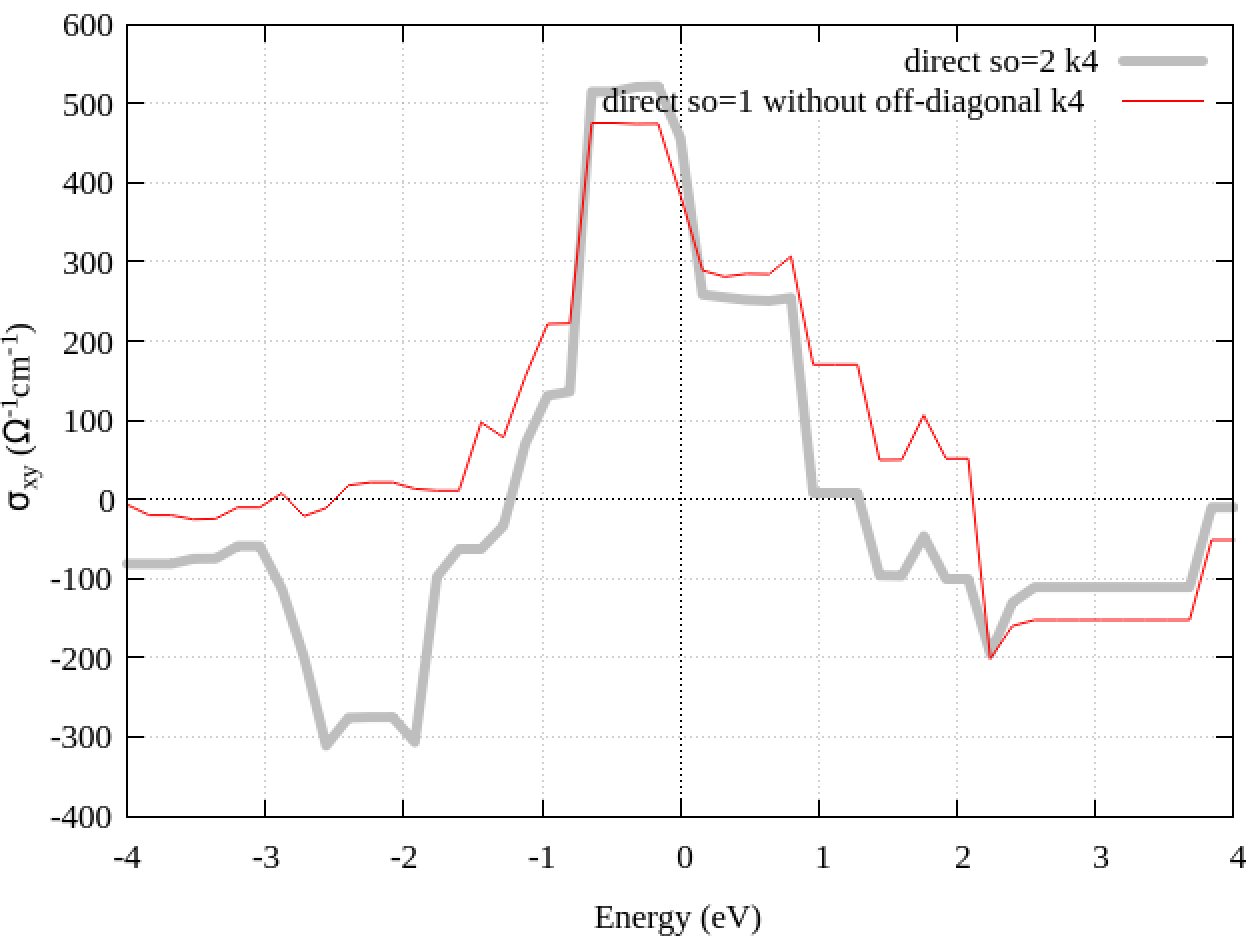 600
500
400
300
200
100
0
-100
-200
-300
-400
-4 -3 -2 -1 0 1 2 3 4
σxy (Ω-1cm-1)
Energy (eV)
direct so=2 k4
direct so=1 without off-diagonal k4